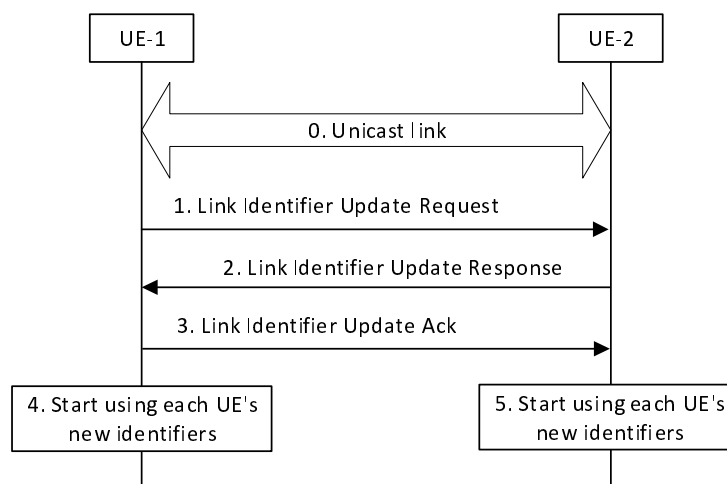 UE-1
UE-2
0. Unicast link
1. Link Identifier Update Request
2. Link Identifier Update Response
3. Link Identifier Update Ack
4. Start using each UE's
new identifiers
5. Start using each UE's
new identifiers